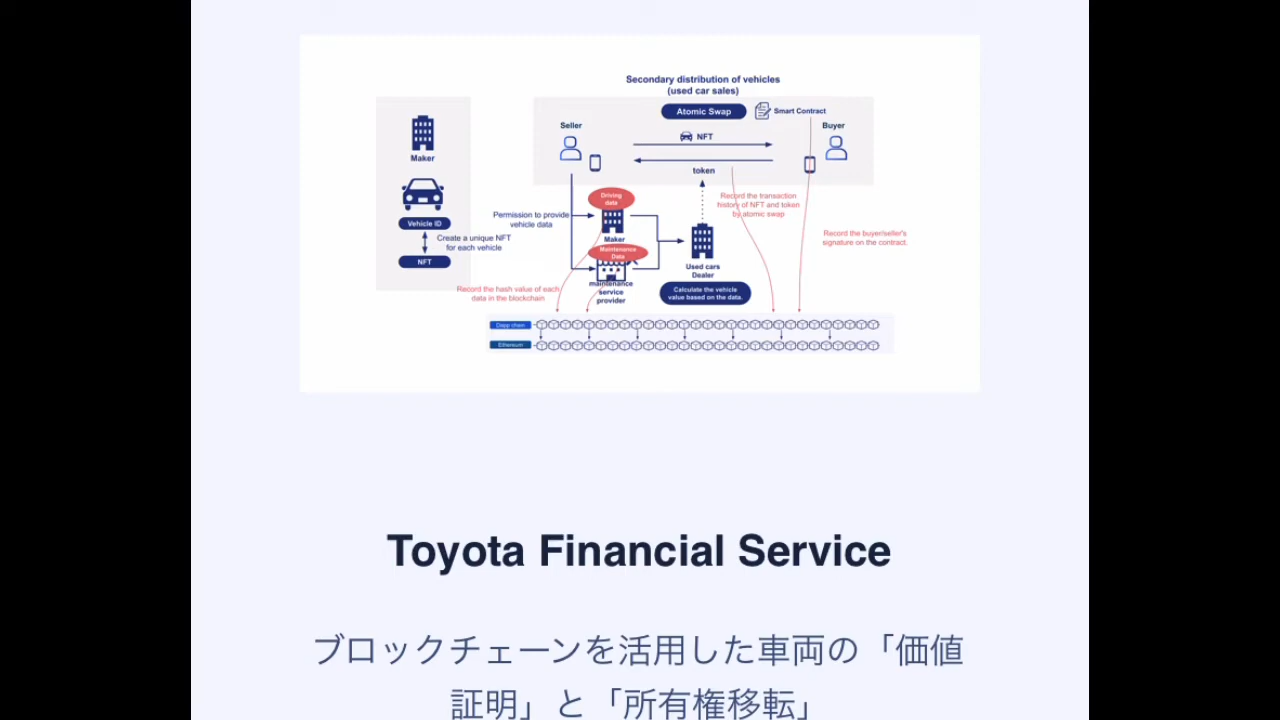 Secondary distribution of vehicles
(used car sales)
Atomic Swap
Smart Contract
Seller
Buyer
NFT
token
Maker
Vehicle ID
Create a unique NFT
for each vehicle
NFT
Permission to provide
vehicle data
Driving
data
Maker
Maintenance
Data
maintenance
service
provider
Used cars
Dealer
Calculate the vehicle
value based on the data.
Record the transaction
history of NFT and token
by atomic swap
Record the buyer/seller's
signature on the contract.
Record the hash value of each
data in the blockchain
Dapp chain
Ethereum
Toyota Financial Service
ブロックチェーンを活用した車両の「価値
証明」と「所有権移転」